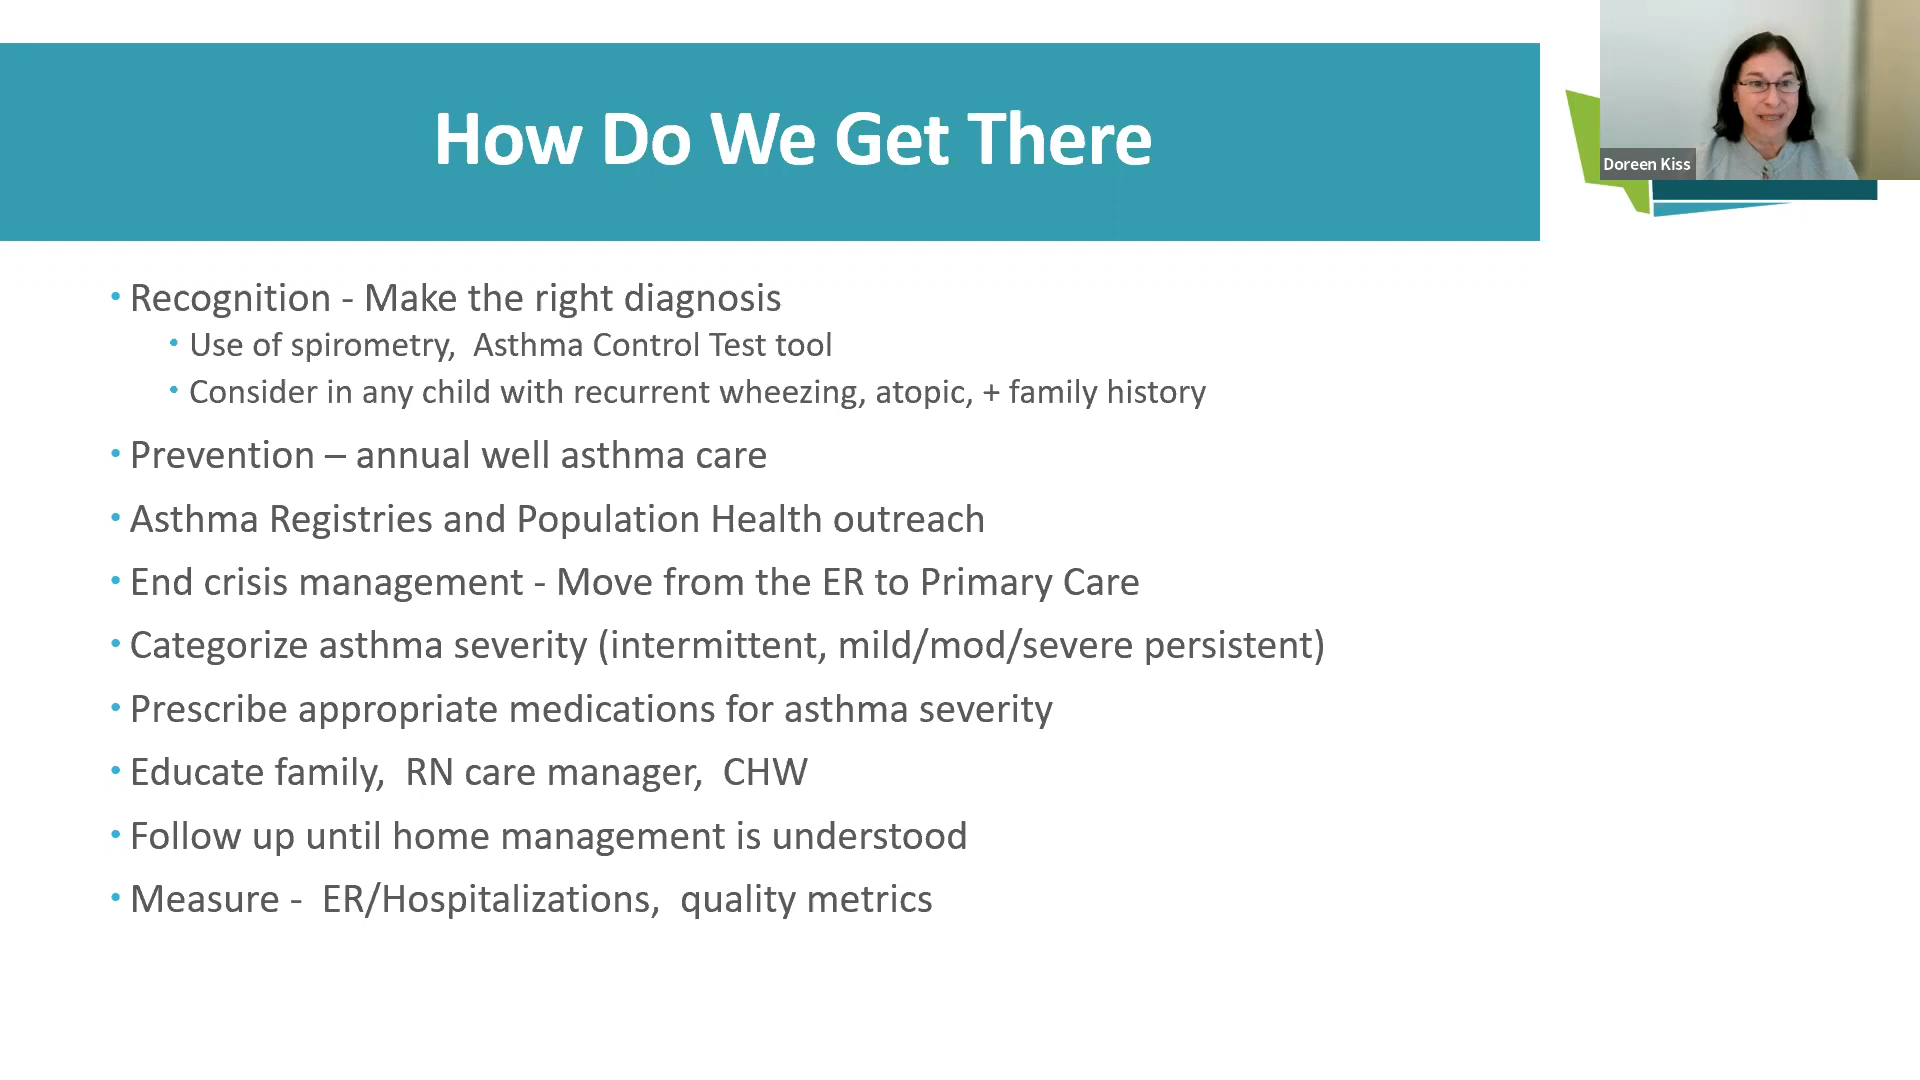 How Do We Get There
Doreen Kiss
• Recognition - Make the right diagnosis
• Use of spirometry, Asthma Control Test tool
• Consider in any child with recurrent wheezing, atopic, + family history
• Prevention – annual well asthma care
• Asthma Registries and Population Health outreach
• End crisis management - Move from the ER to Primary Care
• Categorize asthma severity (intermittent, mild/mod/severe persistent)
• Prescribe appropriate medications for asthma severity
• Educate family, RN care manager, CHW
• Follow up until home management is understood
• Measure - ER/Hospitalizations, quality metrics